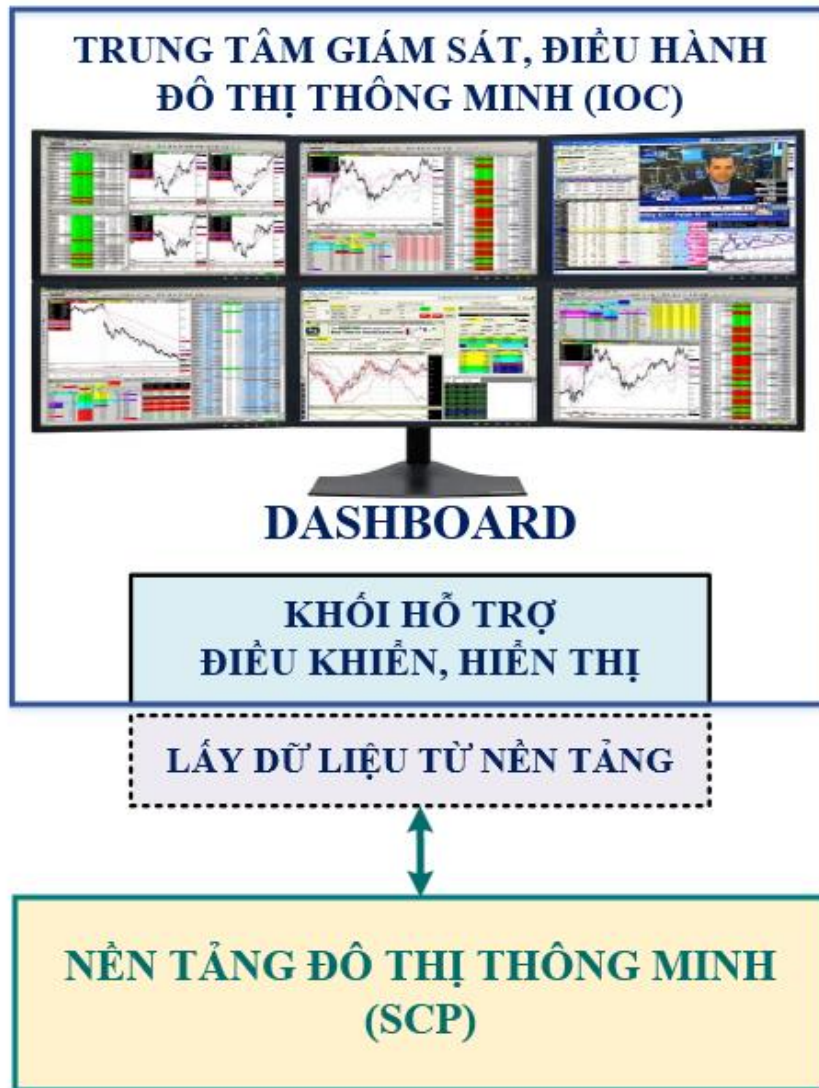 TRUNG TÂM GIÁM SÁT, ĐIỀU HÀNH
ĐÔ THỊ THÔNG MINH (IOC)
DASHBOARD
KHỐI HỖ TRỢ
ĐIỀU KHIỂN, HIỂN THỊ
LẤY DỮ LIỆU TỪ NỀN TẢNG
NỀN TẢNG ĐÔ THỊ THÔNG MINH
(SCP)